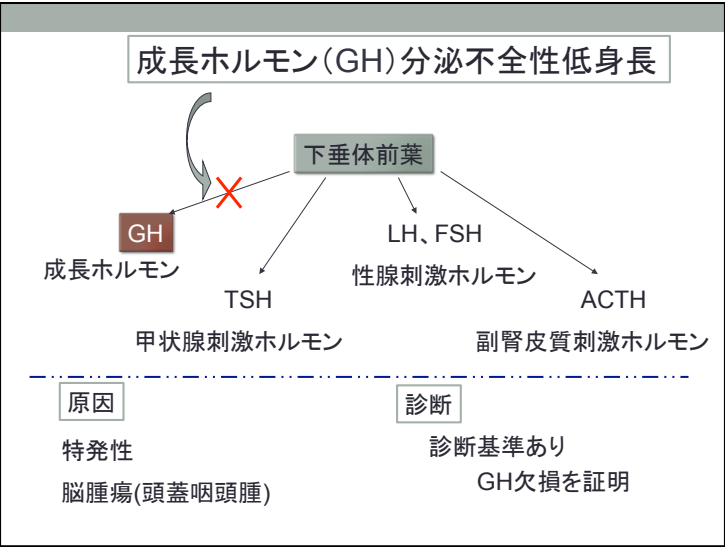 成長ホルモン（GH）分泌不全性低身長
下垂体前葉
GH
成長ホルモン
LH、FSH
性腺刺激ホルモン
TSH
甲状腺刺激ホルモン
ACTH
副腎皮質刺激ホルモン
原因
特発性
脳腫瘍(頭蓋咽頭腫)
診断
診断基準あり
GH欠損を証明